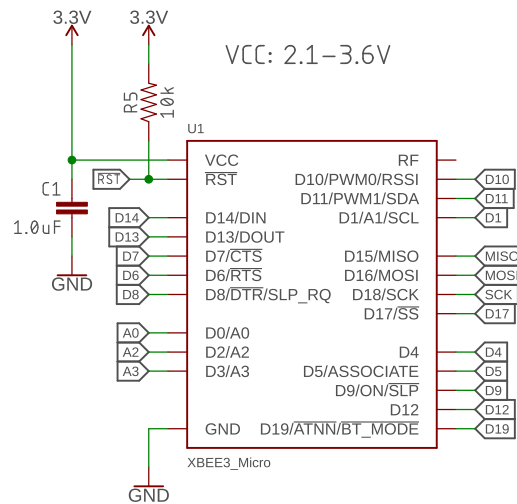 3.3V 3.3V
VCC: 2.1-3.6V
R5
10k
U1
VCC RF
RST RST D10/PWM0/RSSI D10
D11/PWM1/SDA D11
C1
1.0uF
GND
D14 D14/DIN D1/A1/SCL D1
D13 D13/DOUT
D7 D7/CTS D15/MISO MISO
D6 D6/RTS D16/MOSI MOSI
D8 D8/DTR/SLP_RQ D18/SCK SCK
D17/SS D17
A0 D0/A0
A2 D2/A2 D4 D4
A3 D3/A3 D5/ASSOCIATE D5
D9/ON/SLP D9
D12 D12
GND D19/ATNN/BT_MODE D19
XBEE3_Micro
GND